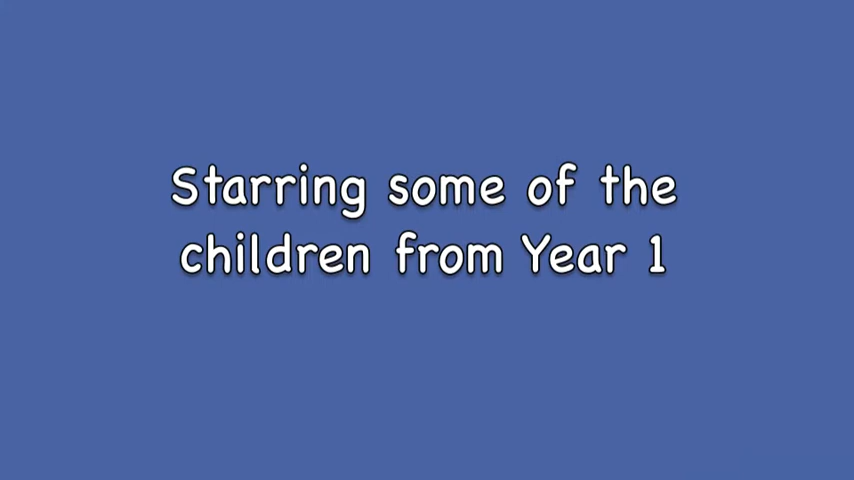 Starring some of the
children from Year 1